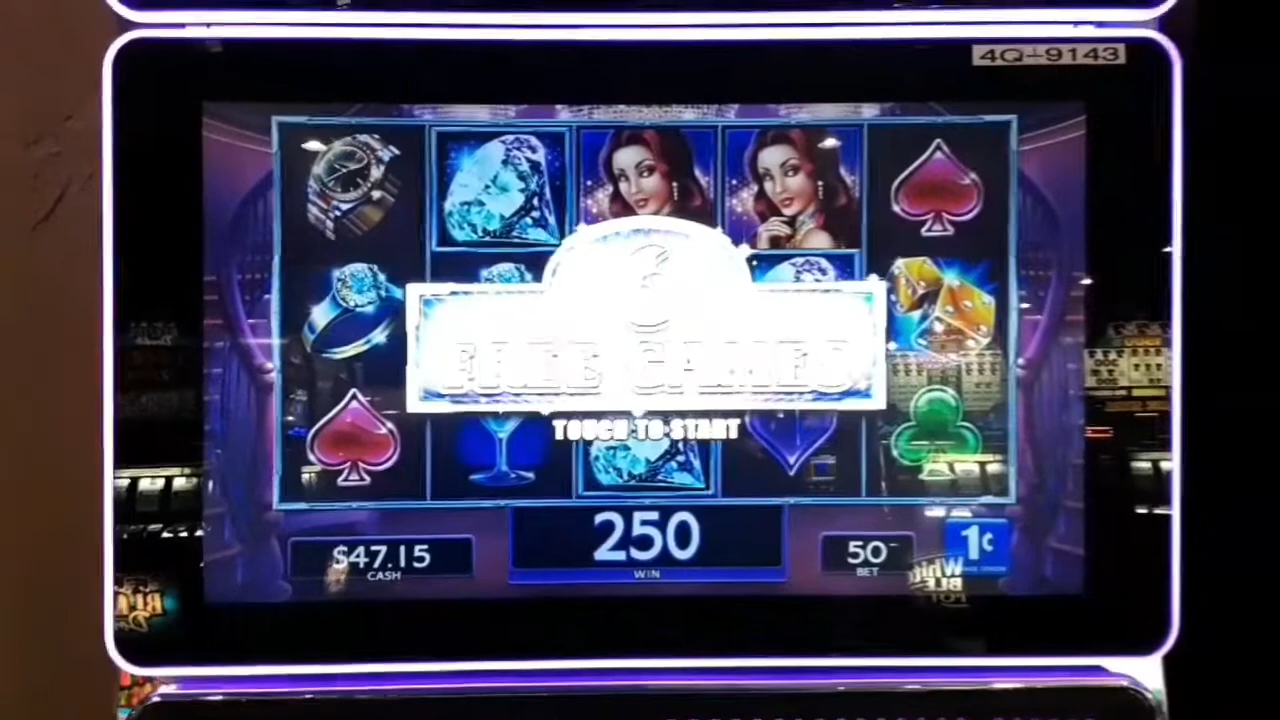 4Q-9143
FREE GAMES
TOUCH TO START
$47.15
CASH
250
WIN
50
BET
1¢